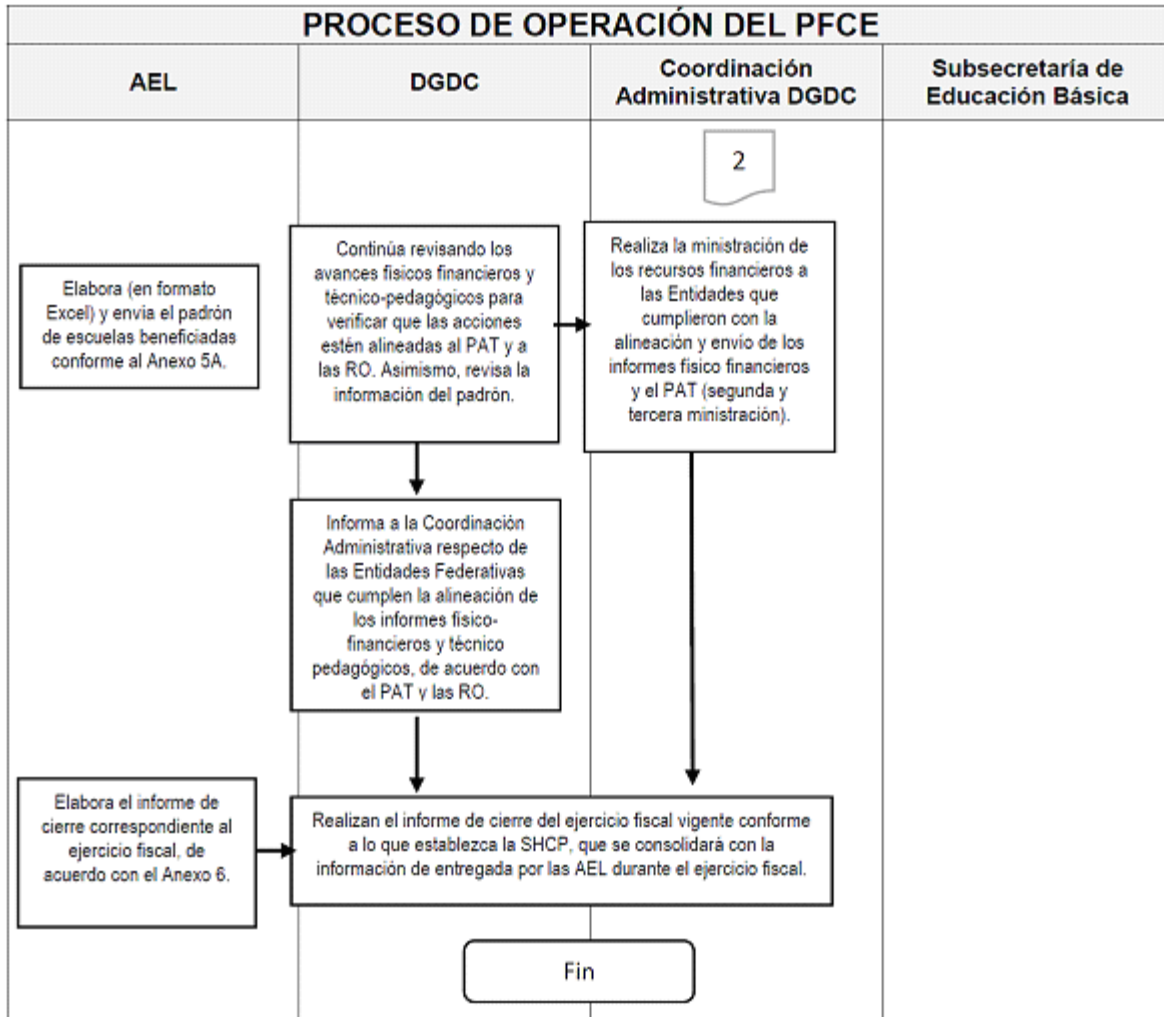 PROCESO DE OPERACIÓN DEL PFCE
AEL
DGDC
Coordinación
Administrativa DGDC
Subsecretaría de
Educación Básica
2
Elabora (en formato
Excel) y envía el padrón
de escuelas beneficiadas
conforme al Anexo 5A.
Continúa revisando los
avances físicos financieros y
técnico-pedagógicos para
verificar que las acciones
estén alineadas al PAT y a
las RO. Asimismo, revisa la
información del padrón.
Realiza la ministración de
los recursos financieros a
las Entidades que
cumplieron con la
alineación y envío de los
informes físico financieros
y el PAT (segunda y
tercera ministración).
Informa a la Coordinación
Administrativa respecto de
las Entidades Federativas
que cumplen la alineación de
los informes físico-
financieros y técnico
pedagógicos, de acuerdo con
el PAT y las RO.
Elabora el informe de
cierre correspondiente al
ejercicio fiscal, de
acuerdo con el Anexo 6.
Realizan el informe de cierre del ejercicio fiscal vigente conforme
a lo que establezca la SHCP, que se consolidará con la
información de entregada por las AEL durante el ejercicio fiscal.
Fin